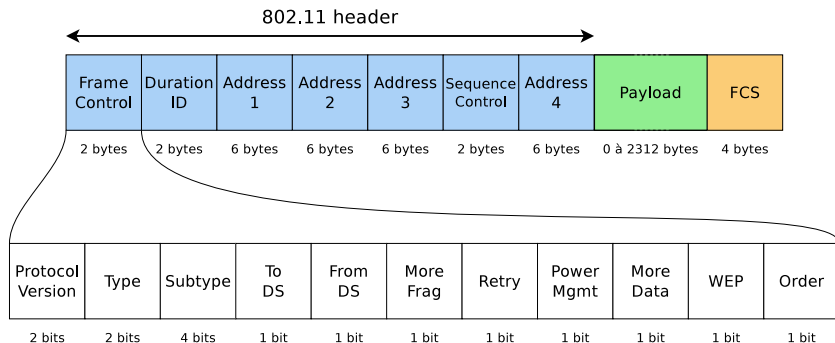 802.11 header
Frame Control
Duration ID
Address 1
Address 2
Address 3
Sequence Control
Address 4
Payload
FCS
2 bytes
2 bytes
6 bytes
6 bytes
6 bytes
2 bytes
6 bytes
0 à 2312 bytes
4 bytes
Protocol Version
Type
Subtype
To DS
From DS
More Frag
Retry
Power Mgmt
More Data
WEP
Order
2 bits
2 bits
4 bits
1 bit
1 bit
1 bit
1 bit
1 bit
1 bit
1 bit
1 bit